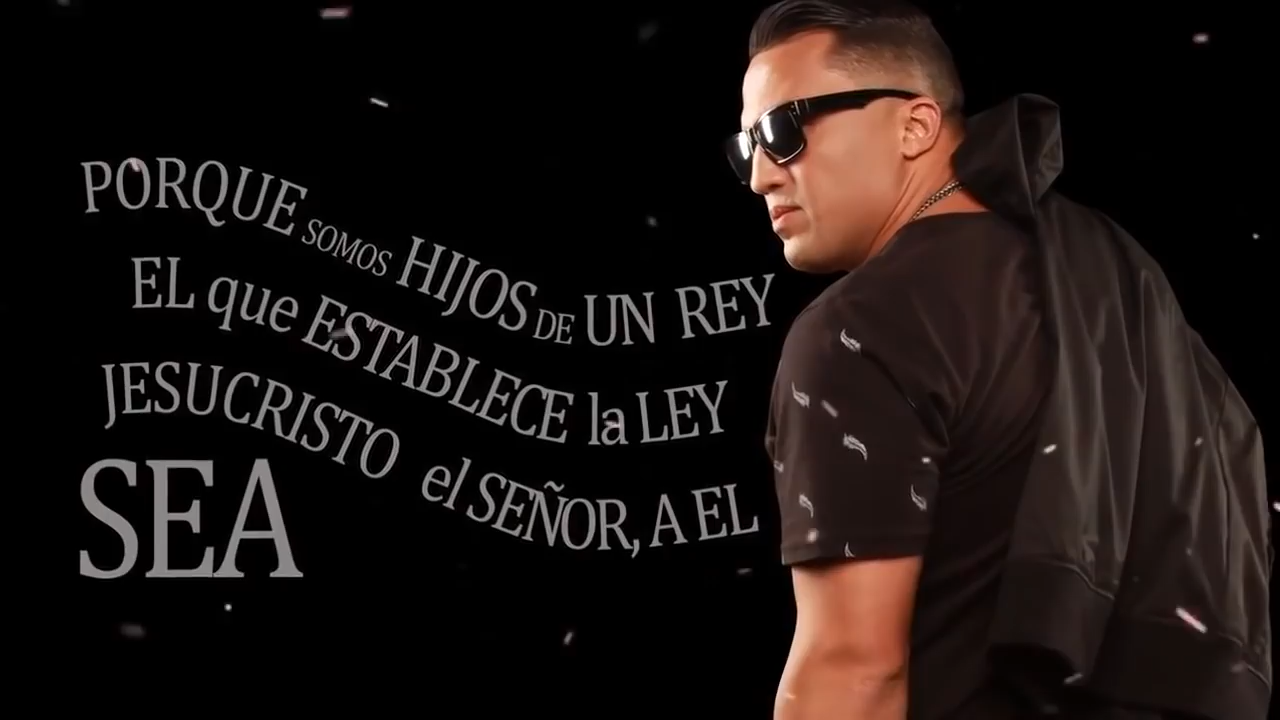 PORQUE SOMOS HIJOS DE UN REY
EL que ESTABLECE la LEY
JESUCRISTO el SEÑOR, A EL
SEA